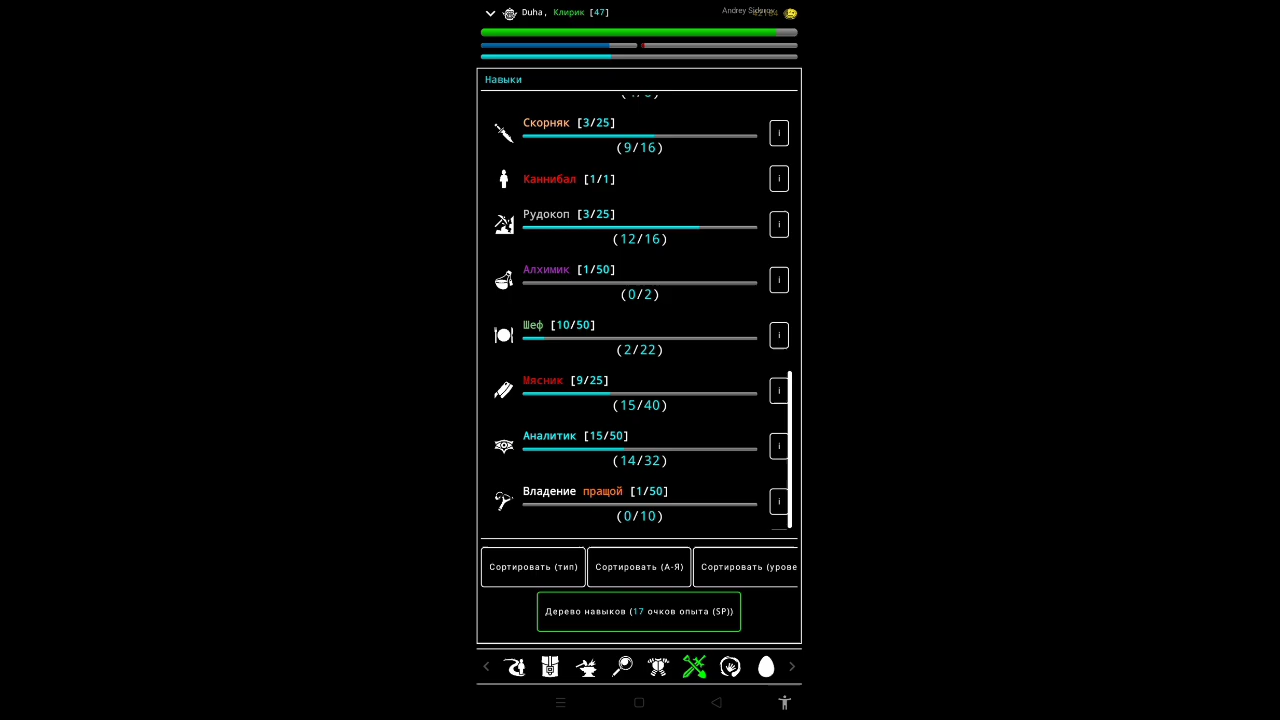 Duha, Клирик [47]
Andrey Sidorov
Навыки
Скорняк [3/25]
(9/16)
Каннибал [1/1]
Рудокоп [3/25]
(12/16)
Алхимик [1/50]
(0/2)
Шеф [10/50]
(2/22)
Мясник [9/25]
(15/40)
Аналитик [15/50]
(14/32)
Владение пращой [1/50]
(0/10)
Сортировать (тип) Сортировать (А-Я) Сортировать (урове
Дерево навыков (17 очков опыта (SP))